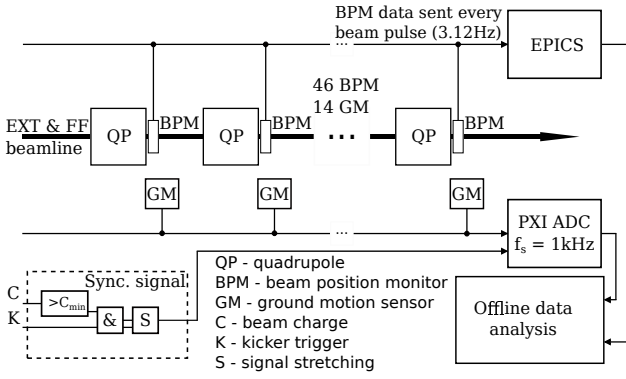 BPM data sent every
beam pulse (3.12Hz)
EPICS
...
46 BPM
14 GM
EXT & FF
beamline
QP
BPM
QP
BPM
...
QP
BPM
GM
GM
GM
...
PXI ADC
fs = 1kHz
Sync. signal
C
>Cmin
K
&
S
QP - quadrupole
BPM - beam position monitor
GM - ground motion sensor
C - beam charge
K - kicker trigger
S - signal stretching
Offline data
analysis